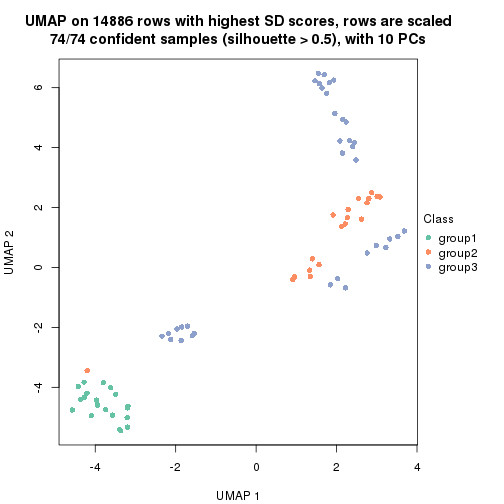 UMAP on 14886 rows with highest SD scores, rows are scaled
74/74 confident samples (silhouette > 0.5), with 10 PCs
6
4
2
0
-2
-4
UMAP 2
-4
-2
0
2
4
UMAP 1
Class
group1
group2
group3